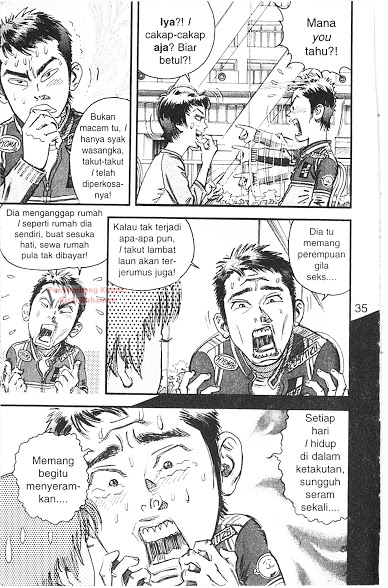 Mana
you
tahu?!
Iya?! I
cakap-cakap
aja? Biar
betul?!
Bukan
macam tu, I
hanya syak
wasangka,
takut-takut
I telah
diperkosa-
nya!
Dia tu
memang
perempuan
gila
seks....
Kalau tak terjadi
apa-apa pun,
I takut lambat
laun akan ter-
jerumus juga!
Dia menganggap rumah
I seperti rumah dia
sendiri, buat sesuka
hati, sewa rumah
pula tak dibayar!
35
Setiap
hari
I hidup
di dalam
ketakutan,
sungguh
seram
sekali....
Memang
begitu
menyeram-
kan....